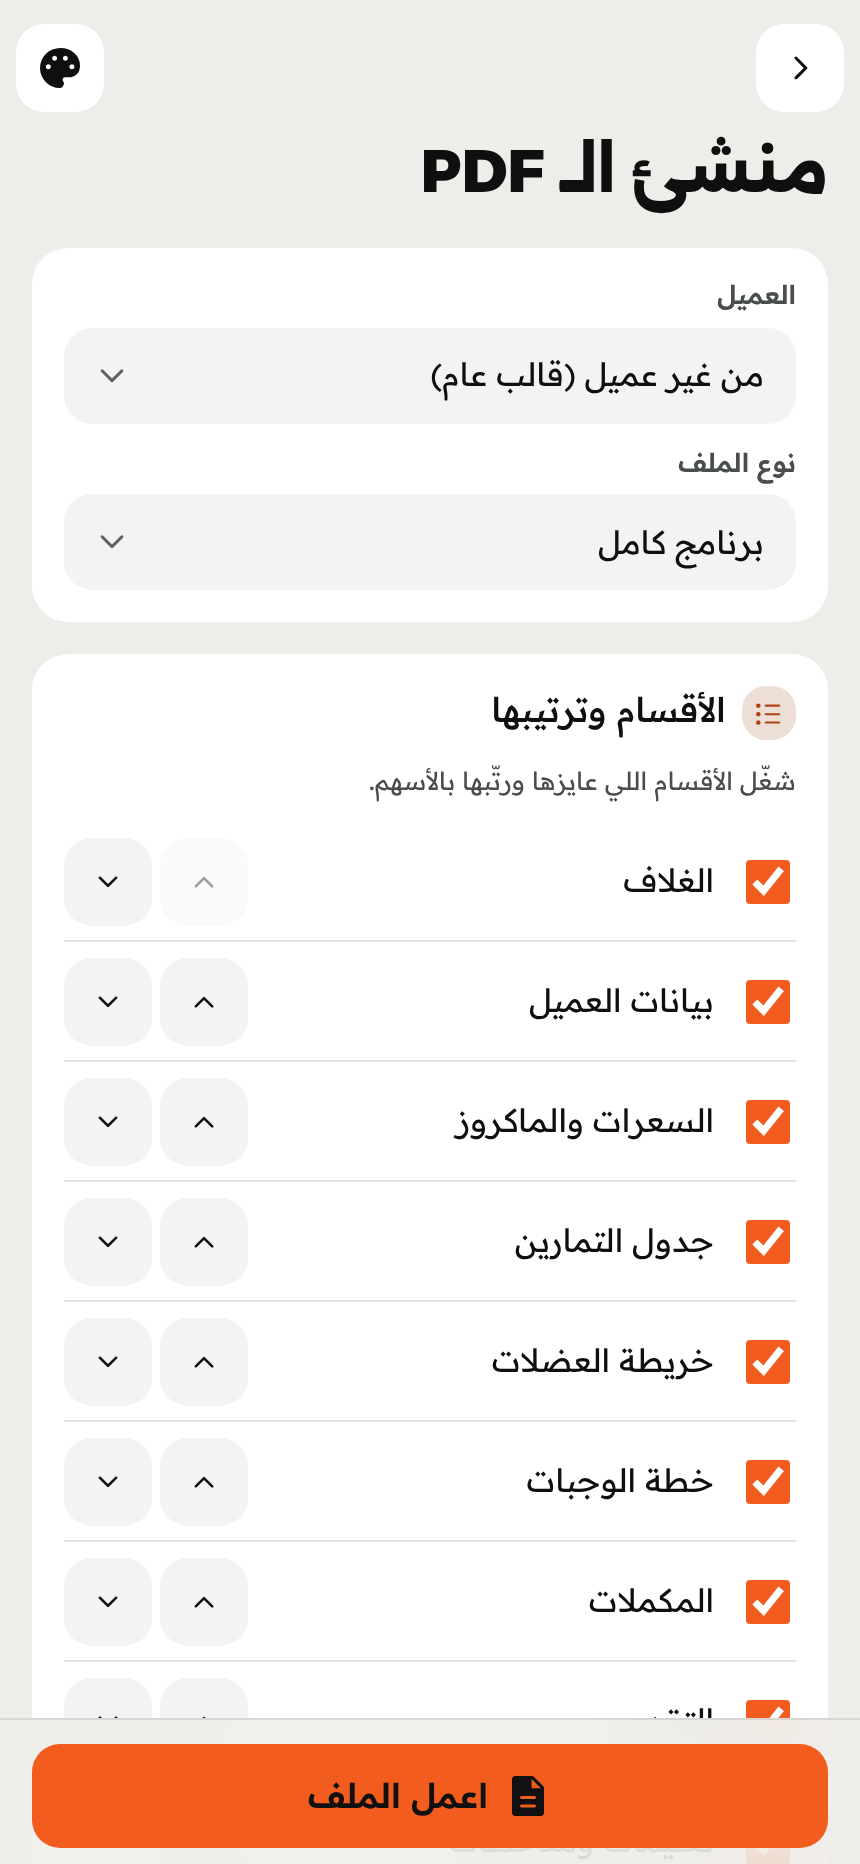 منشئ الـ PDF
العميل
من غير عميل (قالب عام)
نوع الملف
برنامج كامل
الأقسام وترتيبها
شغّل الأقسام اللي عايزها ورتّبها بالأسهم.
الغلاف
بيانات العميل
السعرات والماكروز
جدول التمارين
خريطة العضلات
خطة الوجبات
المكملات
اعمل الملف